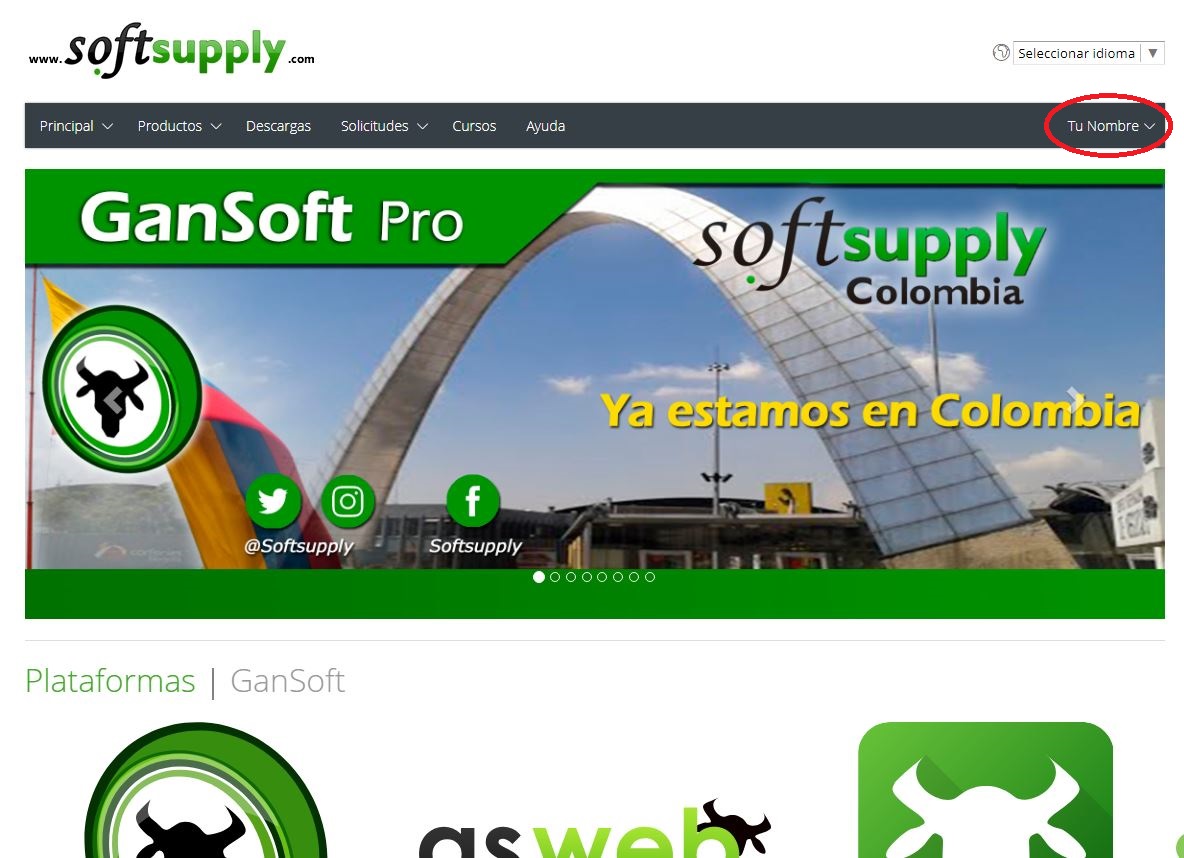 www.softsupply.com
Seleccionar idioma ▼
Principal Productos Descargas Solicitudes Cursos Ayuda Tu Nombre
GanSoft Pro
softsupply
Colombia
Ya estamos en Colombia
@Softsupply Softsupply
corferias
Plataformas | GanSoft
gsweb